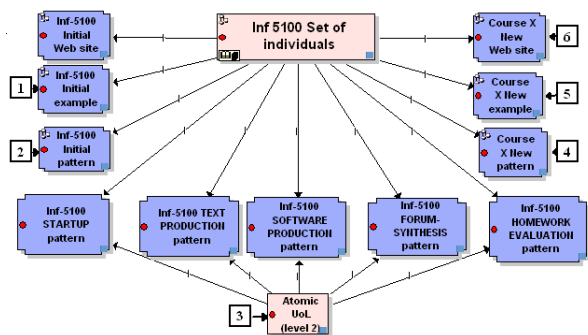 Inf-5100
Initial
Web site
Inf 5100 Set of
individuals
Course X
New
Web site
6
1
Inf-5100
Initial
example
Course
X New
example
5
2
Inf-5100
Initial
pattern
Course
X New
pattern
4
Inf-5100
STARTUP
pattern
Inf-5100 TEXT
PRODUCTION
pattern
Inf-5100
SOFTWARE
PRODUCTION
pattern
Inf-5100
FORUM-
SYNTHESIS
pattern
Inf-5100
HOMEWORK
EVALUATION
pattern
3
Atomic
UoL
(level 2)